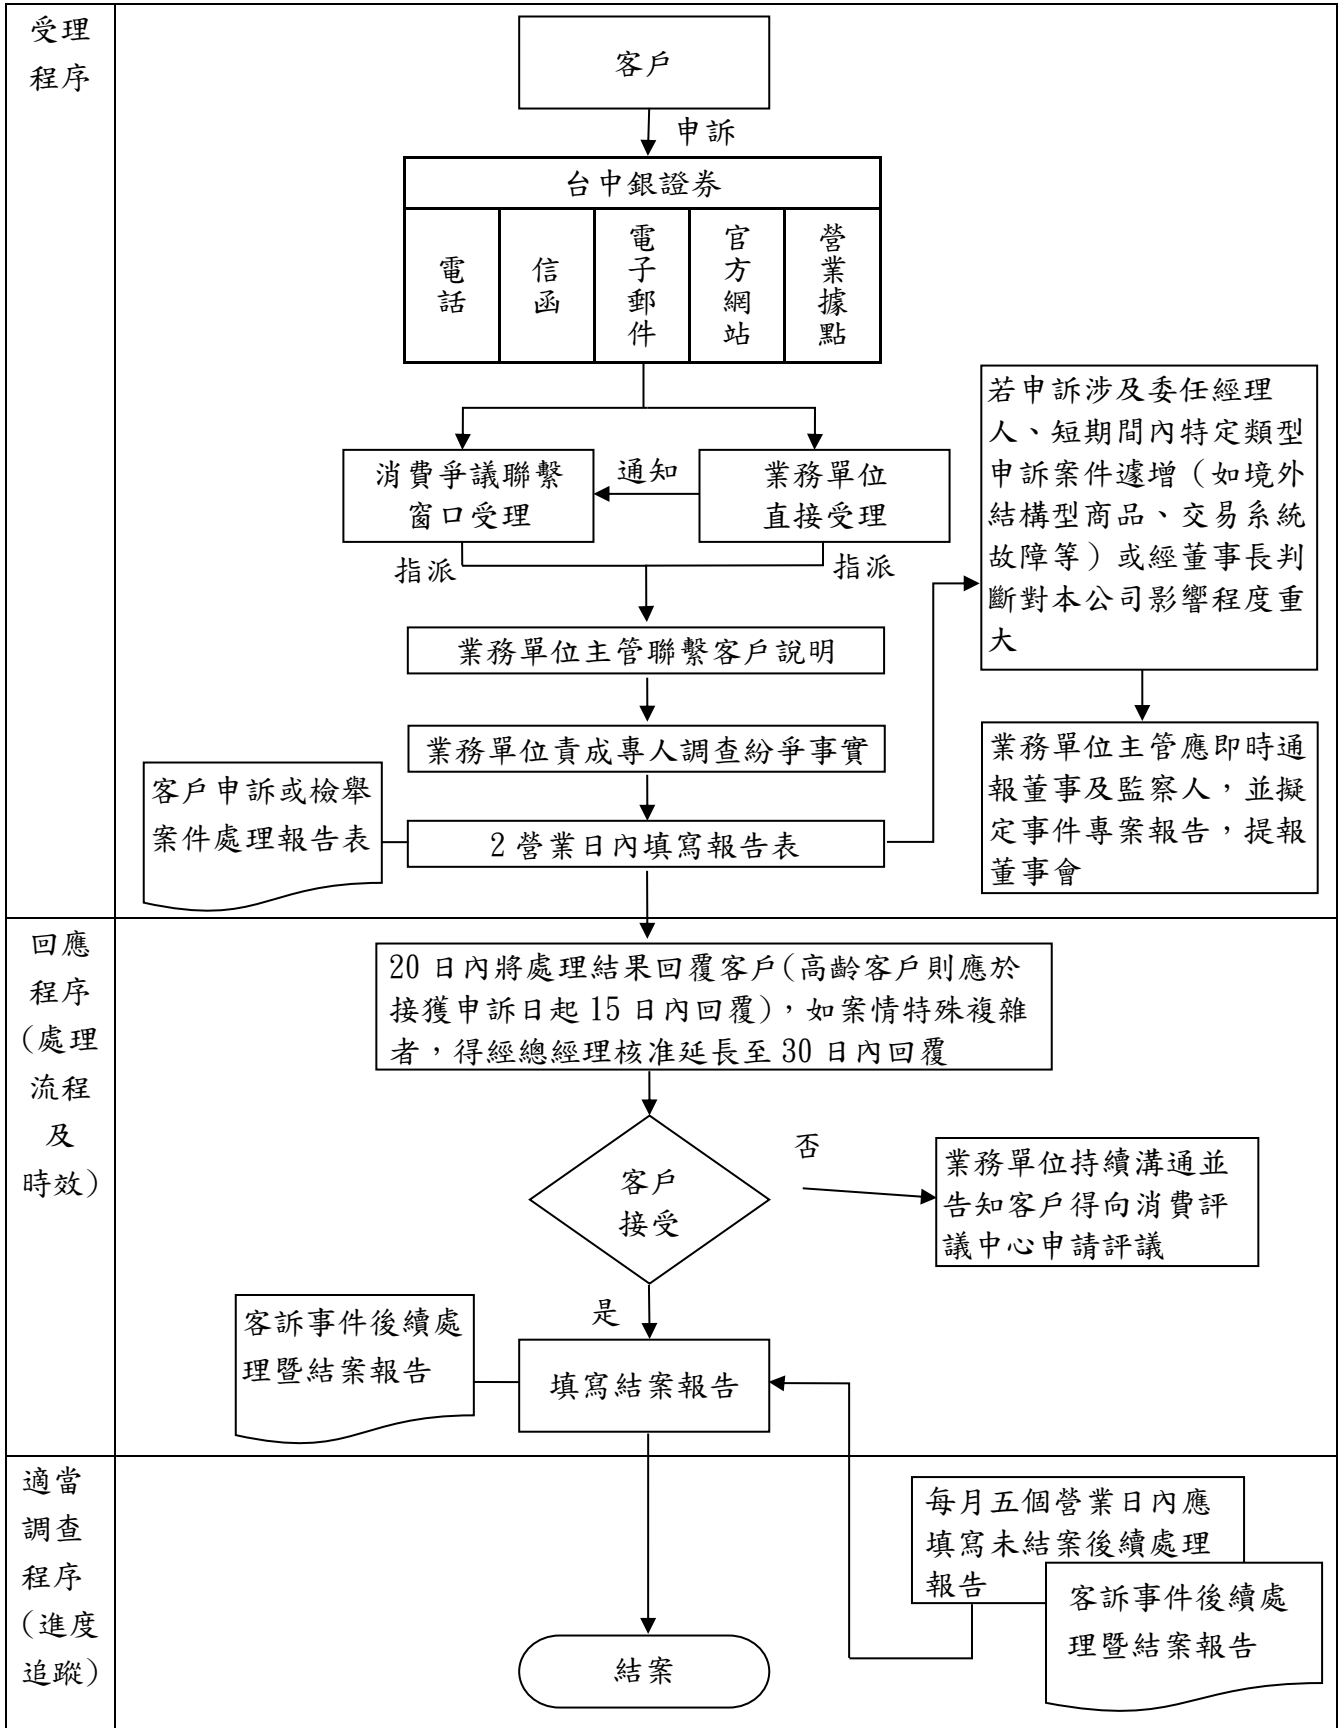 受理
程序
客戶
申訴
台中銀證券
電話
信函
電子郵件
官方網站
營業據點
若申訴涉及委任經理
人、短期間內特定類型
申訴案件遽增（如境外
結構型商品、交易系統
故障等）或經董事長判
斷對本公司影響程度重
大
消費爭議聯繫
窗口受理
通知
業務單位
直接受理
指派
指派
業務單位主管聯繫客戶說明
業務單位責成專人調查紛爭事實
業務單位主管應即時通
報董事及監察人，並擬
定事件專案報告，提報
董事會
客戶申訴或檢舉
案件處理報告表
2 營業日內填寫報告表
回應
程序
(處理
流程
及
時效)
20 日內將處理結果回覆客戶(高齡客戶則應於
接獲申訴日起 15 日內回覆)，如案情特殊複雜
者，得經總經理核准延長至 30 日內回覆
客戶
接受
否
業務單位持續溝通並
告知客戶得向消費評
議中心申請評議
是
客訴事件後續處
理暨結案報告
填寫結案報告
適當
調查
程序
(進度
追蹤)
每月五個營業日內應
填寫未結案後續處理
報告
客訴事件後續處
理暨結案報告
結案